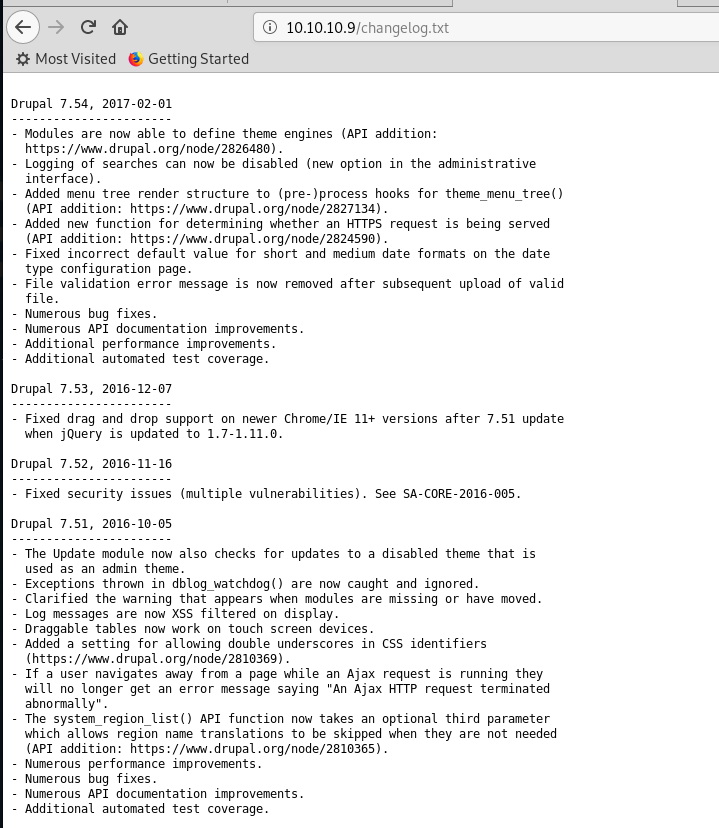 10.10.10.9/changelog.txt
Most Visited Getting Started
Drupal 7.54, 2017-02-01
-----------------------
- Modules are now able to define theme engines (API addition:
https://www.drupal.org/node/2826480).
- Logging of searches can now be disabled (new option in the administrative
interface).
- Added menu tree render structure to (pre-)process hooks for theme_menu_tree()
(API addition: https://www.drupal.org/node/2827134).
- Added new function for determining whether an HTTPS request is being served
(API addition: https://www.drupal.org/node/2824590).
- Fixed incorrect default value for short and medium date formats on the date
type configuration page.
- File validation error message is now removed after subsequent upload of valid
file.
- Numerous bug fixes.
- Numerous API documentation improvements.
- Additional performance improvements.
- Additional automated test coverage.
Drupal 7.53, 2016-12-07
-----------------------
- Fixed drag and drop support on newer Chrome/IE 11+ versions after 7.51 update
when jQuery is updated to 1.7-1.11.0.
Drupal 7.52, 2016-11-16
-----------------------
- Fixed security issues (multiple vulnerabilities). See SA-CORE-2016-005.
Drupal 7.51, 2016-10-05
-----------------------
- The Update module now also checks for updates to a disabled theme that is
used as an admin theme.
- Exceptions thrown in dblog_watchdog() are now caught and ignored.
- Clarified the warning that appears when modules are missing or have moved.
- Log messages are now XSS filtered on display.
- Draggable tables now work on touch screen devices.
- Added a setting for allowing double underscores in CSS identifiers
(https://www.drupal.org/node/2810369).
- If a user navigates away from a page while an Ajax request is running they
will no longer get an error message saying "An Ajax HTTP request terminated
abnormally".
- The system_region_list() API function now takes an optional third parameter
which allows region name translations to be skipped when they are not needed
(API addition: https://www.drupal.org/node/2810365).
- Numerous performance improvements.
- Numerous bug fixes.
- Numerous API documentation improvements.
- Additional automated test coverage.